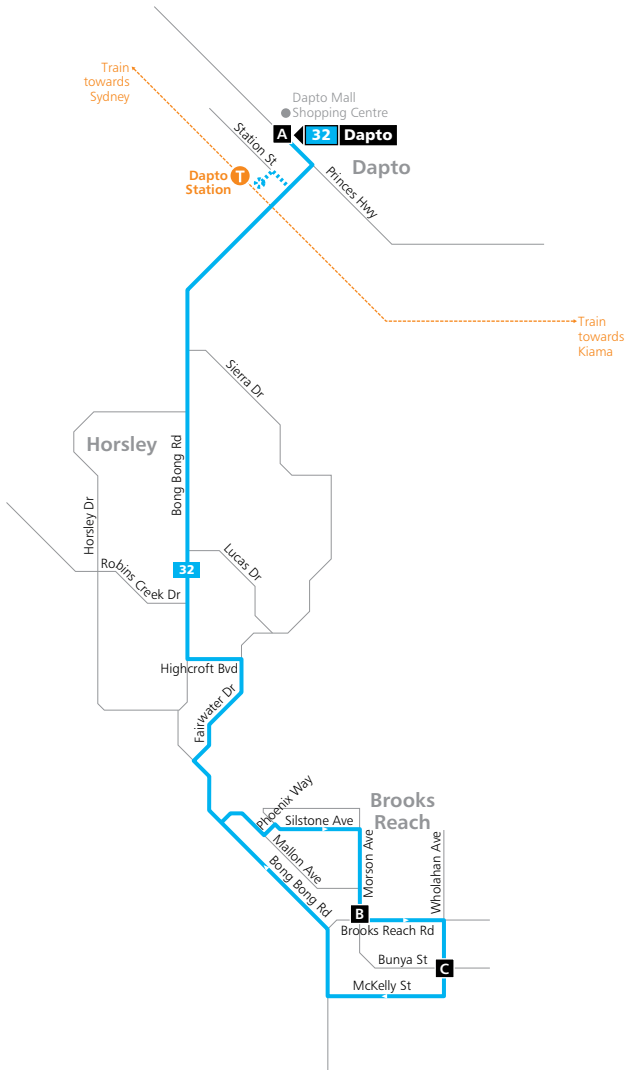 Train
towards
Sydney
Dapto Mall
Shopping Centre
A
32 Dapto
Station St
Dapto
Dapto
Station
T
Princes Hwy
Train
towards
Kiama
Sierra Dr
Horsley
Bong Bong Rd
Horsley Dr
Lucas Dr
32
Robins Creek Dr
Highcroft Bvd
Fairwater Dr
Phoenix Way
Brooks
Reach
Silstone Ave
Mallon Ave
Morson Ave
Wholahan Ave
Bong Bong Rd
B
Brooks Reach Rd
Bunya St
C
McKelly St